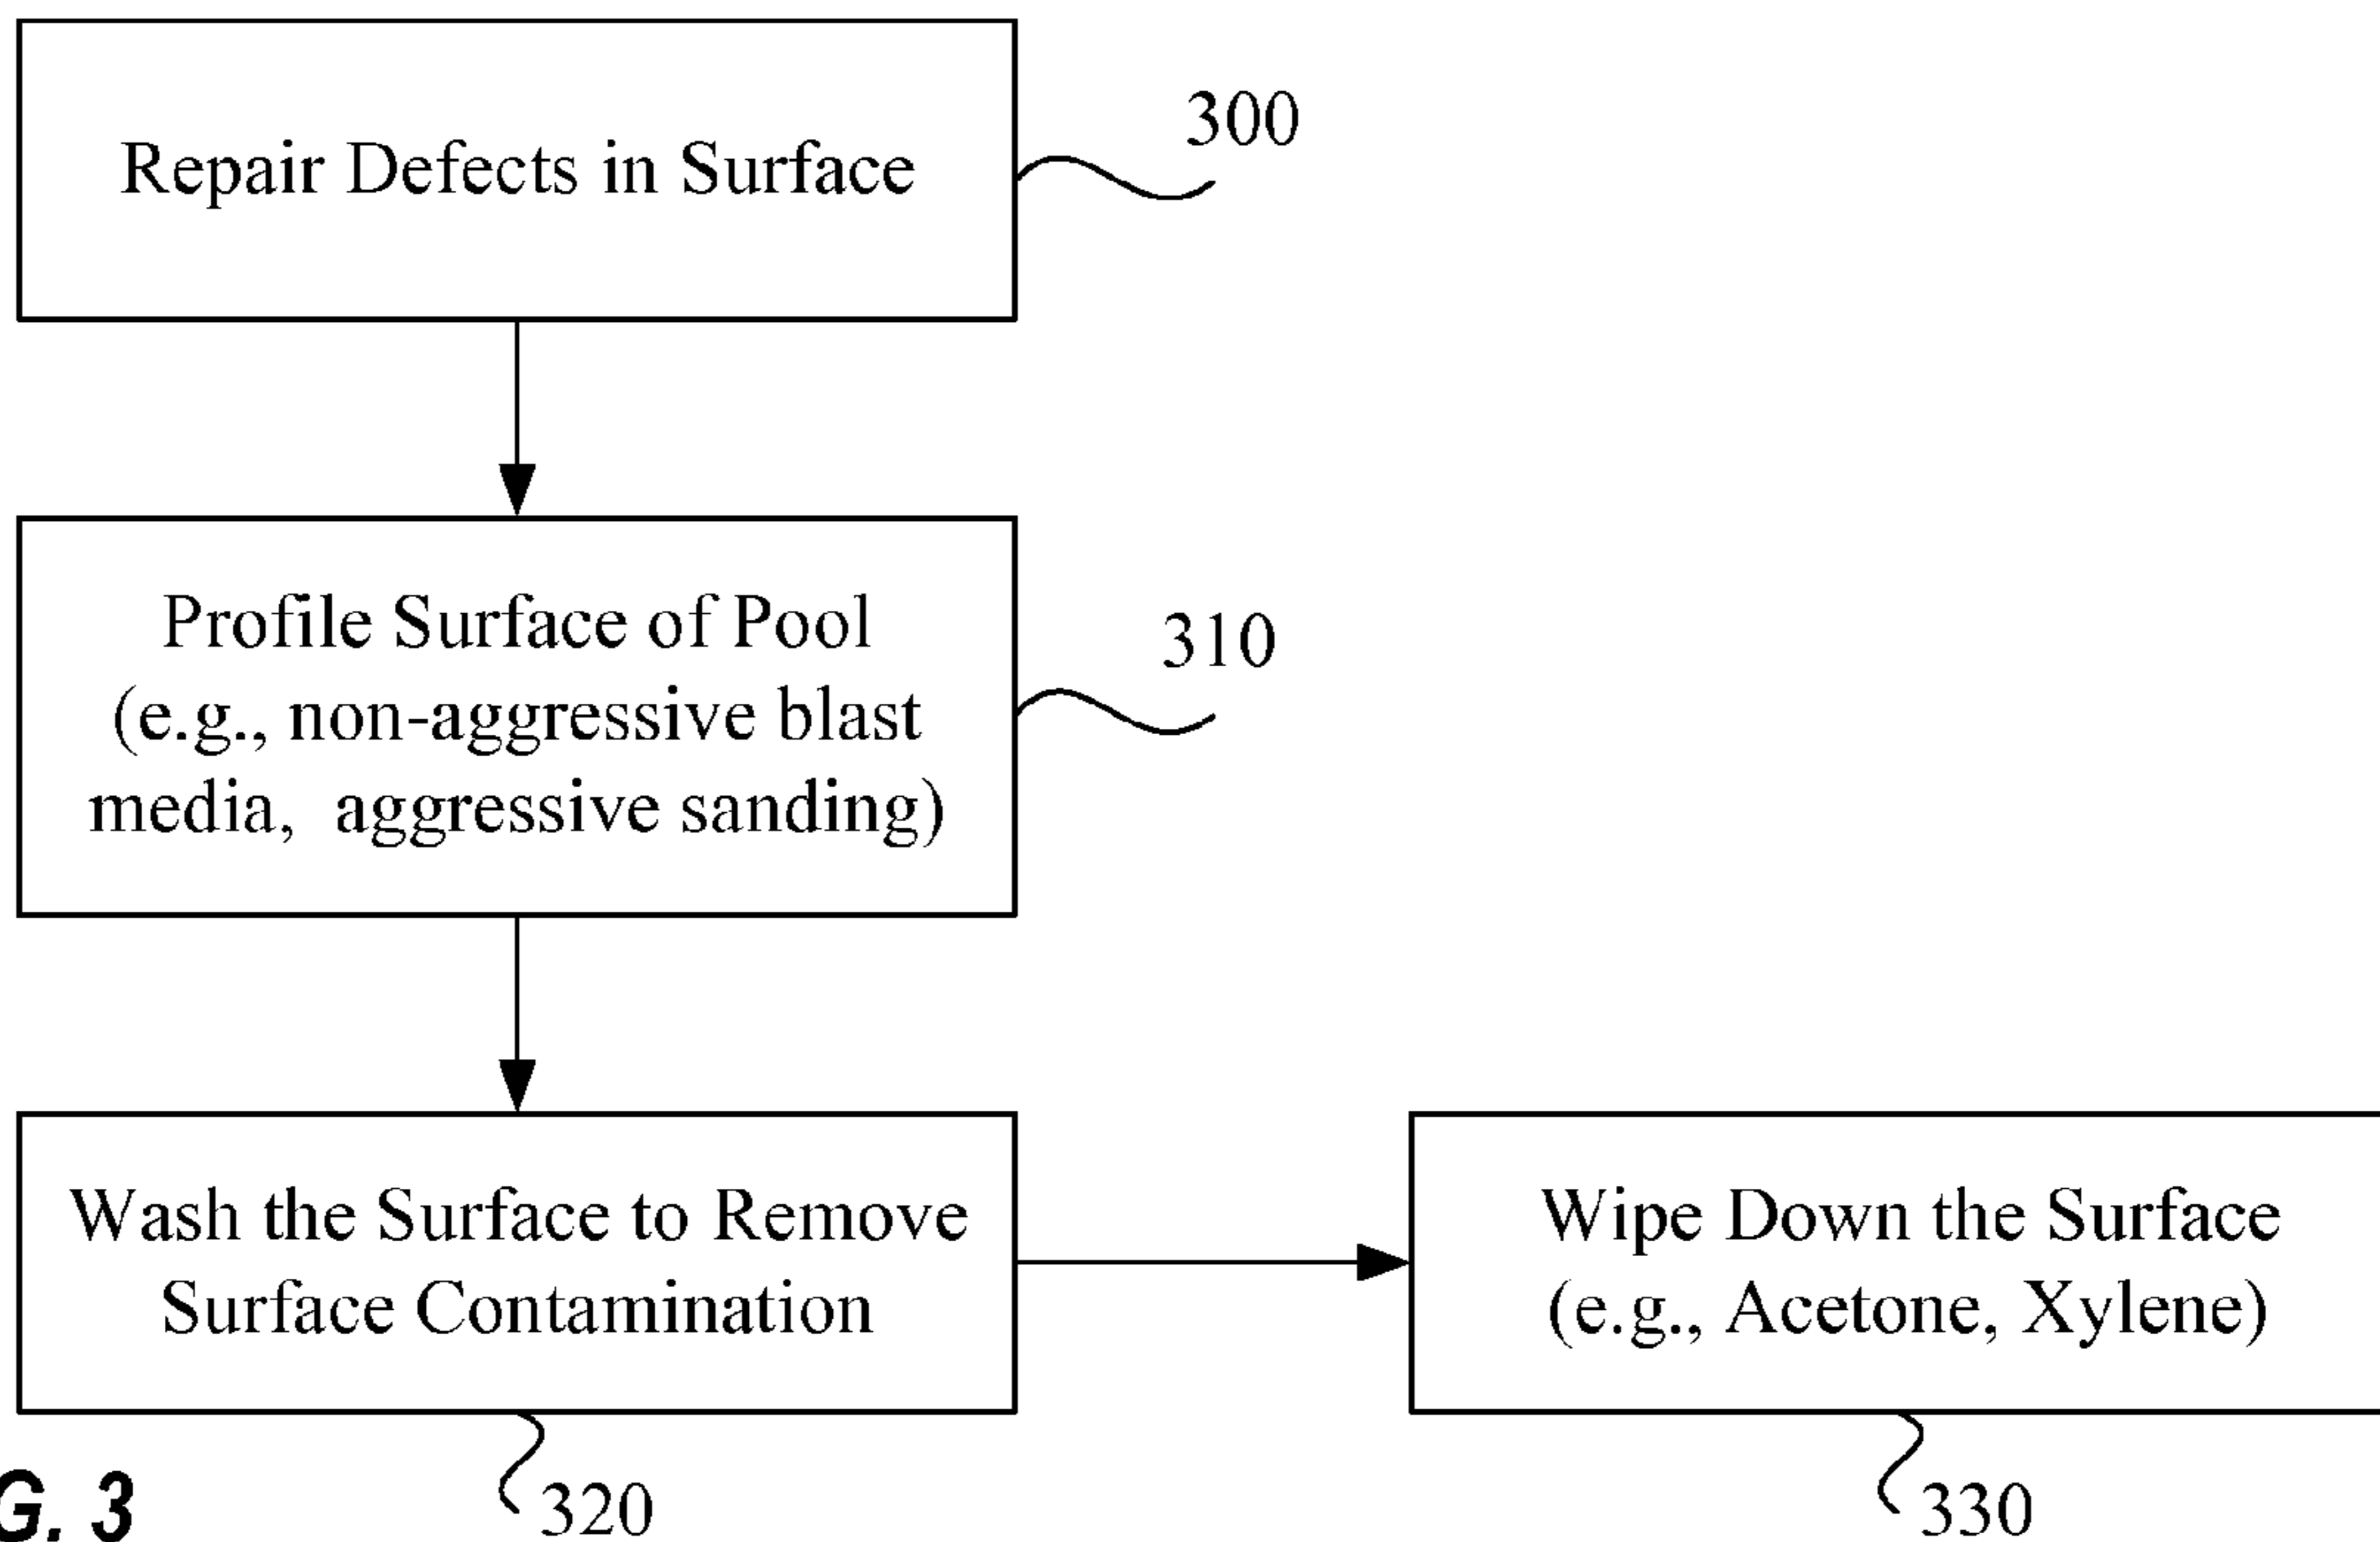 Repair Defects in Surface
300
Profile Surface of Pool
(e.g., non-aggressive blast
media, aggressive sanding)
310
Wash the Surface to Remove
Surface Contamination
320
Wipe Down the Surface
(e.g., Acetone, Xylene)
330
G. 3